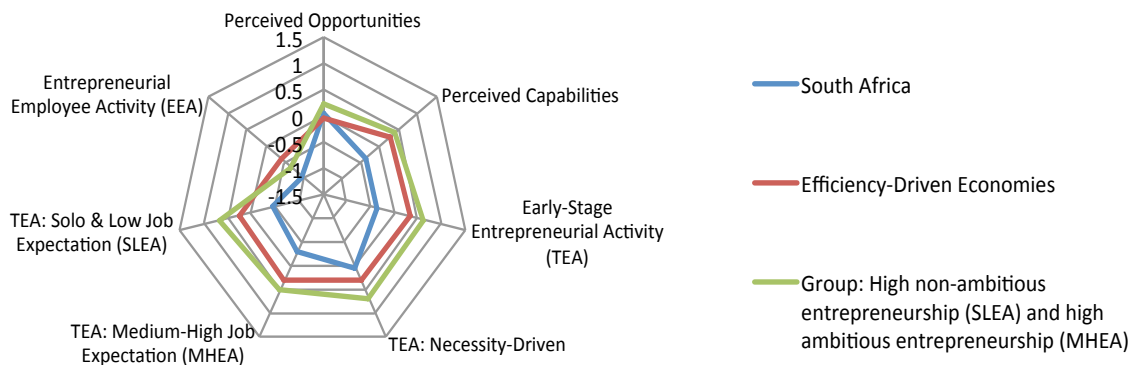 Perceived Opportunities
1.5
1
0.5
0
-0.5
-1
-1.5
Perceived Capabilities
Early-Stage
Entrepreneurial Activity
(TEA)
TEA: Necessity-Driven
TEA: Medium-High Job
Expectation (MHEA)
TEA: Solo & Low Job
Expectation (SLEA)
Entrepreneurial
Employee Activity (EEA)
South Africa
Efficiency-Driven Economies
Group: High non-ambitious
entrepreneurship (SLEA) and high
ambitious entrepreneurship (MHEA)